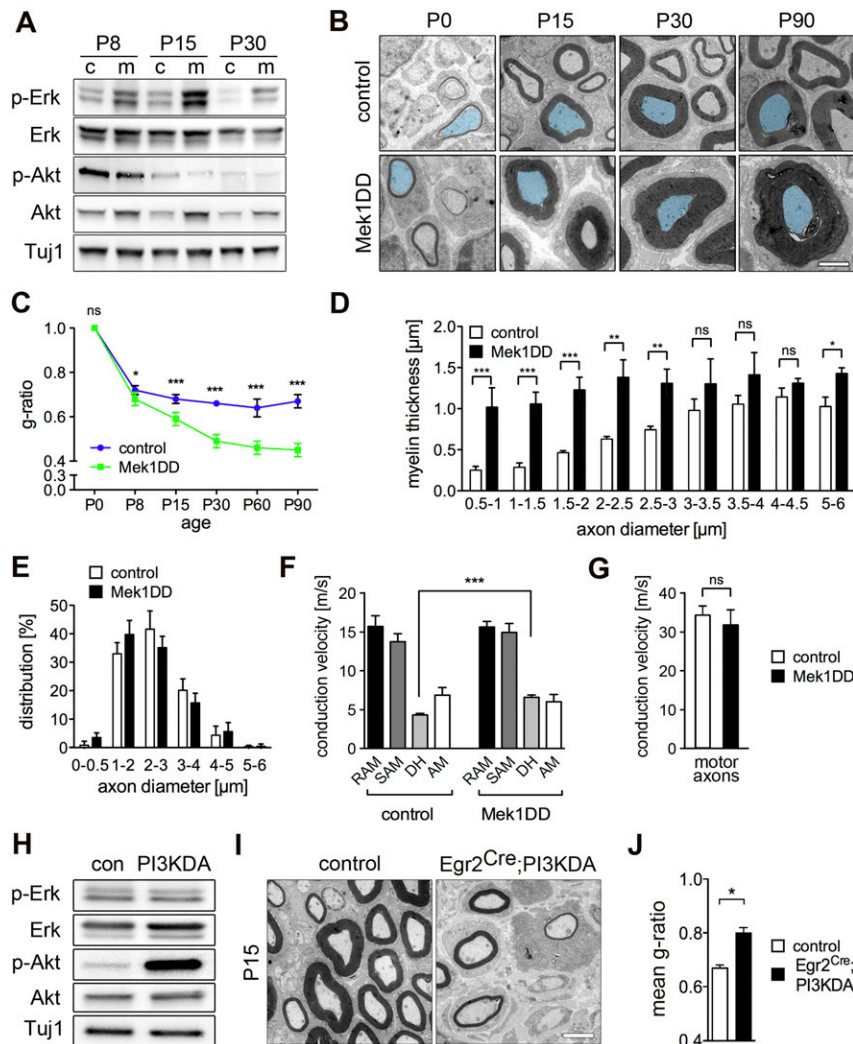 A
P8 P15 P30
c m c m c m
p-Erk
Erk
p-Akt
Akt
Tuj1
B
P0 P15 P30 P90
control
Mek1DD
C
ns
* *** *** *** ***
g-ratio
1.0
0.8
0.6
0.4
0.3
0.0
control
Mek1DD
P0 P8 P15 P30 P60 P90
age
D
control
Mek1DD
myelin thickness [µm]
2.0
1.5
1.0
0.5
0.0
*** *** *** ** ** ns ns ns *
0.5-1 1-1.5 1.5-2 2-2.5 2.5-3 3-3.5 3.5-4 4-4.5 5-6
axon diameter [µm]
E
control
Mek1DD
distribution [%]
50
40
30
20
10
0
0-0.5 1-2 2-3 3-4 4-5 5-6
axon diameter [µm]
F
conduction velocity [m/s]
20
15
10
5
0
***
RAM SAM DH AM RAM SAM DH AM
control Mek1DD
G
conduction velocity [m/s]
40
30
20
10
0
ns
motor
axons
control
Mek1DD
H
con PI3KDA
p-Erk
Erk
p-Akt
Akt
Tuj1
I
control Egr2Cre;PI3KDA
P15
J
mean g-ratio
1.0
0.8
0.6
0.4
*
control
Egr2Cre;
PI3KDA